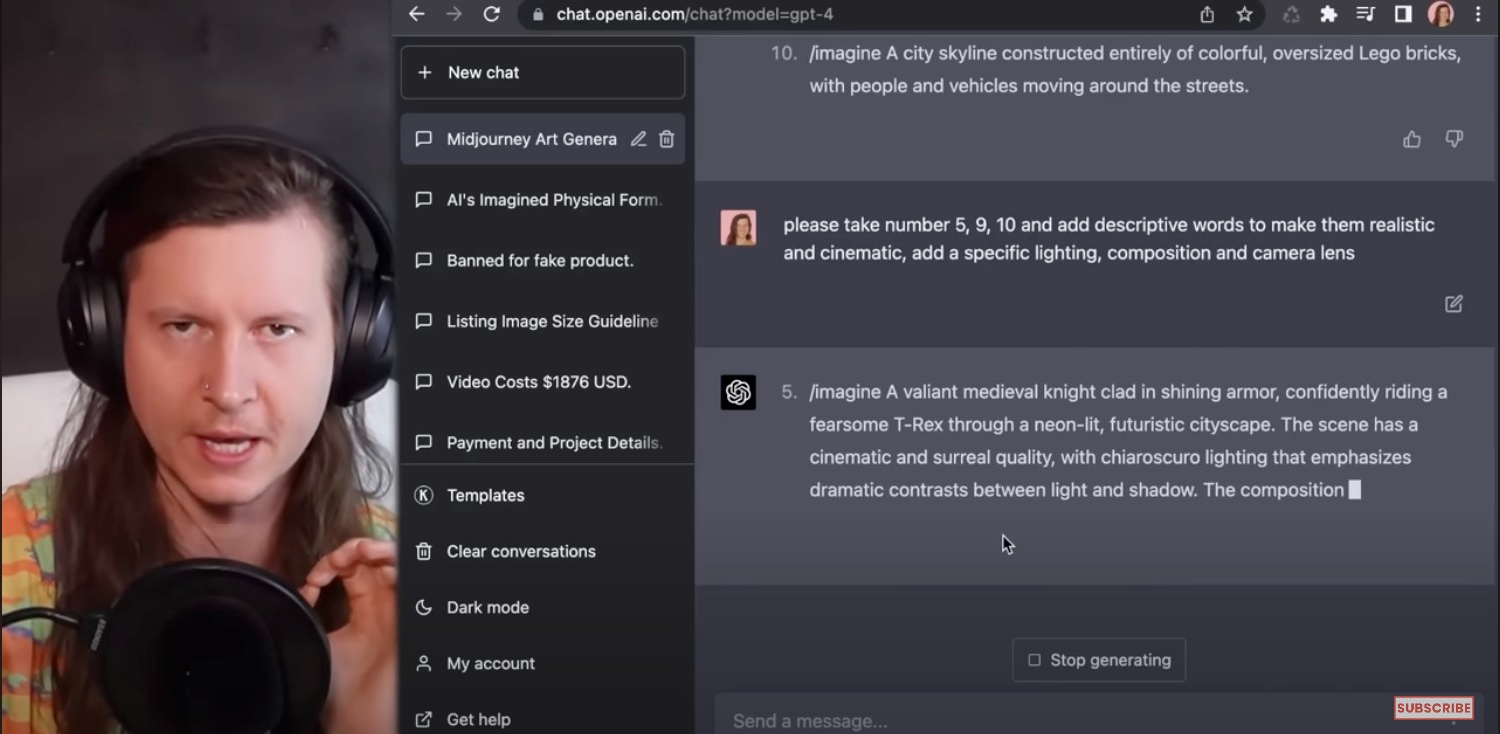 chat.openai.com/chat?model=gpt-4
New chat
Midjourney Art Genera
AI's Imagined Physical Form.
Banned for fake product.
Listing Image Size Guideline
Video Costs $1876 USD.
Payment and Project Details.
K Templates
Clear conversations
Dark mode
My account
Get help
10. /imagine A city skyline constructed entirely of colorful, oversized Lego bricks,
with people and vehicles moving around the streets.
please take number 5, 9, 10 and add descriptive words to make them realistic
and cinematic, add a specific lighting, composition and camera lens
5. /imagine A valiant medieval knight clad in shining armor, confidently riding a
fearsome T-Rex through a neon-lit, futuristic cityscape. The scene has a
cinematic and surreal quality, with chiaroscuro lighting that emphasizes
dramatic contrasts between light and shadow. The composition
Stop generating
Send a message...
SUBSCRIBE